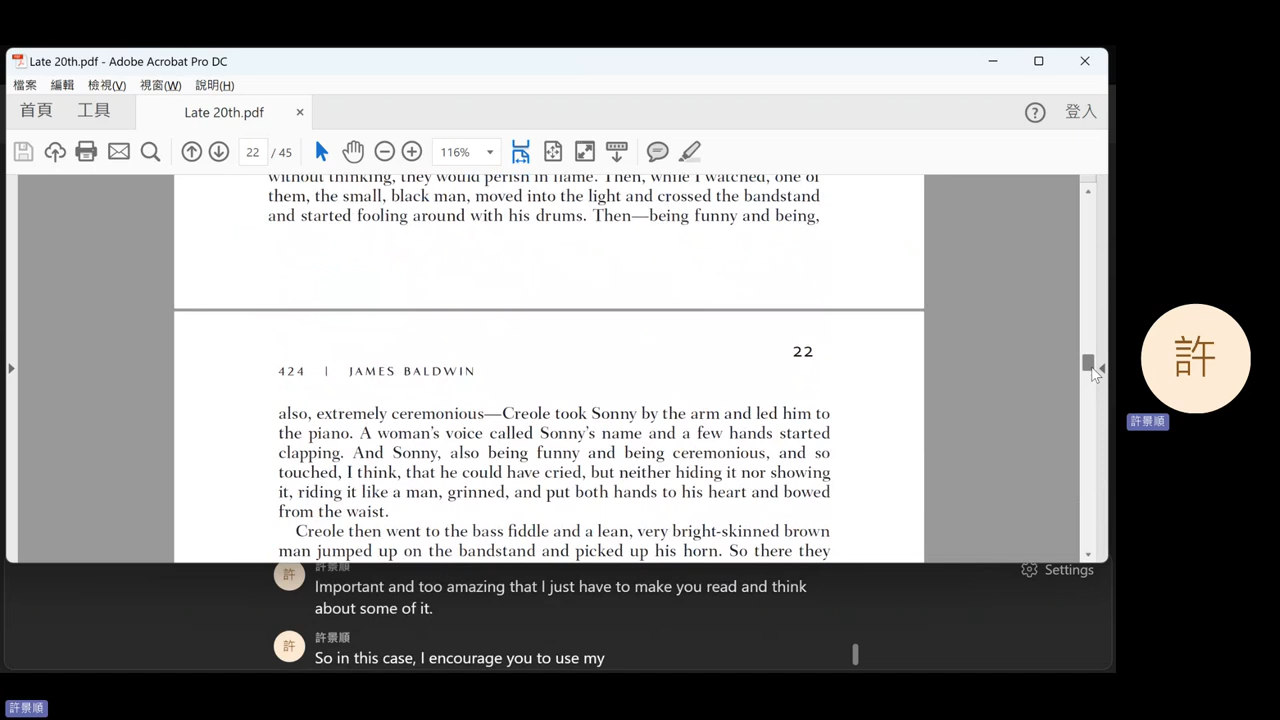 Late 20th.pdf - Adobe Acrobat Pro DC
檔案 編輯 檢視(V) 視窗(W) 說明(H)
首頁 工具 Late 20th.pdf × ? 登入
22 / 45 116%
without thinking, they would perish in flame. Then, while I watched, one of
them, the small, black man, moved into the light and crossed the bandstand
and started fooling around with his drums. Then—being funny and being,
22
424 | JAMES BALDWIN
also, extremely ceremonious—Creole took Sonny by the arm and led him to
the piano. A woman's voice called Sonny's name and a few hands started
clapping. And Sonny, also being funny and being ceremonious, and so
touched, I think, that he could have cried, but neither hiding it nor showing
it, riding it like a man, grinned, and put both hands to his heart and bowed
from the waist.
Creole then went to the bass fiddle and a lean, very bright-skinned brown
man jumped up on the bandstand and picked up his horn. So there they
許
許景順
Settings
許 許景順
Important and too amazing that I just have to make you read and think
about some of it.
許 許景順
So in this case, I encourage you to use my
許景順